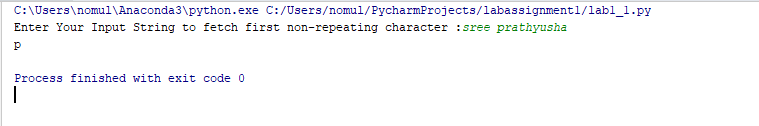 C:\Users\nomul\Anaconda3\python.exe C:/Users/nomul/PycharmProjects/labassignment1/lab1_1.py
Enter Your Input String to fetch first non-repeating character :sree prathyusha
p
Process finished with exit code 0